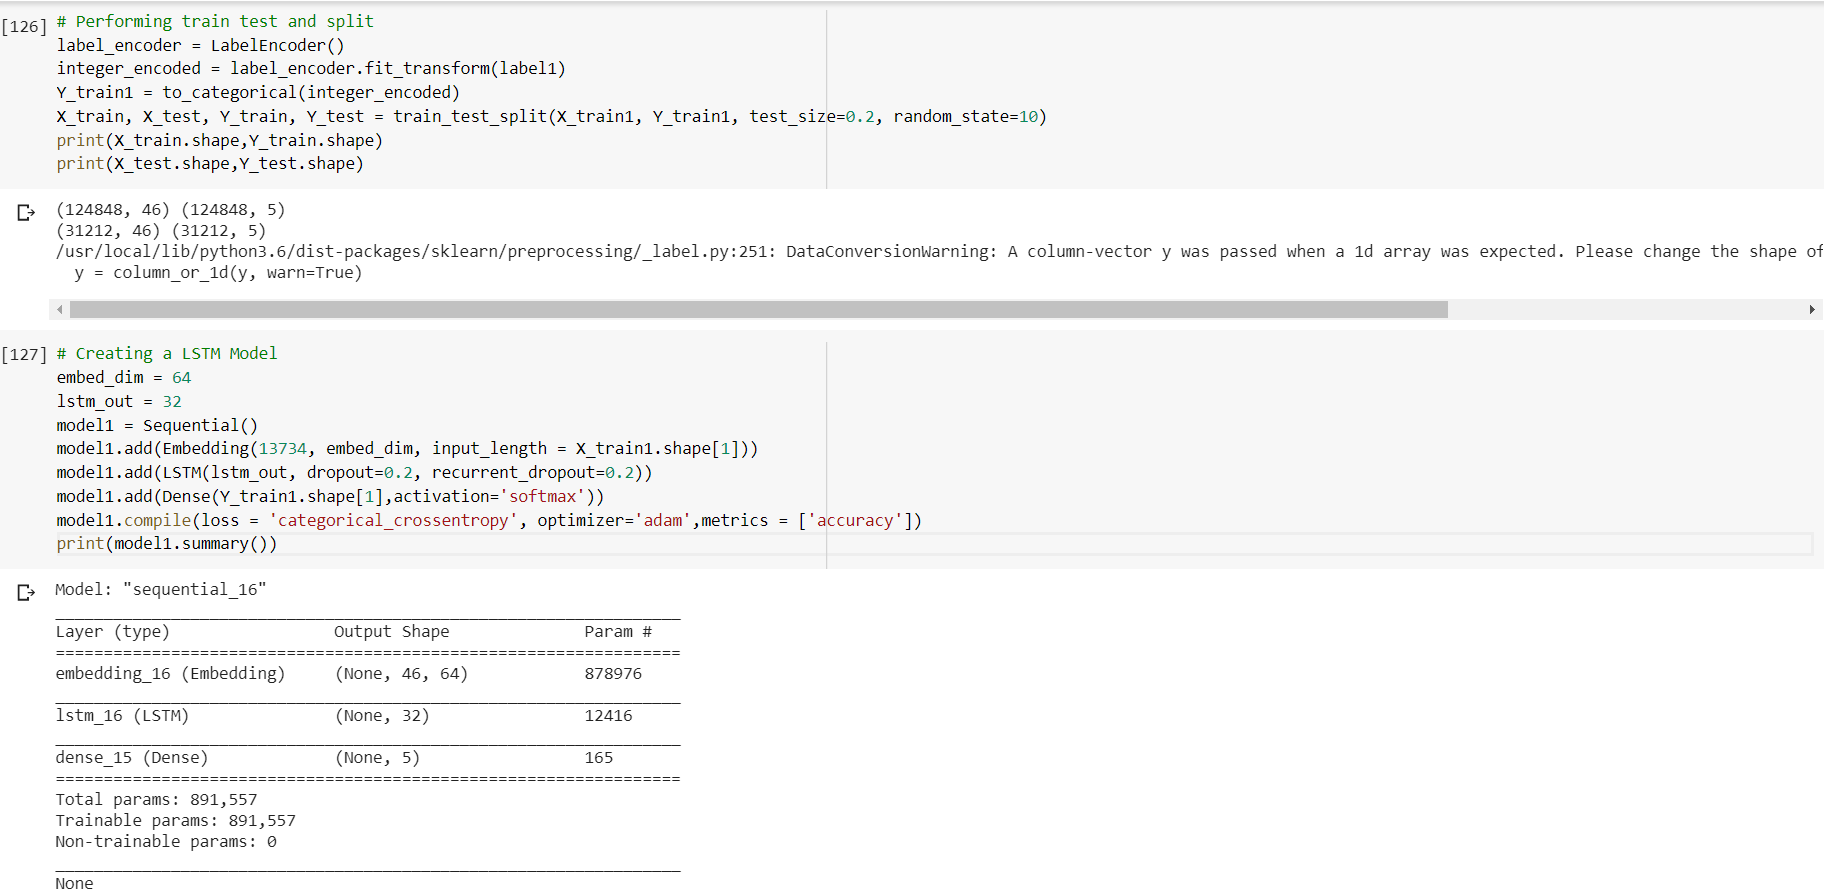 [126] # Performing train test and split
label_encoder = LabelEncoder()
integer_encoded = label_encoder.fit_transform(label1)
Y_train1 = to_categorical(integer_encoded)
X_train, X_test, Y_train, Y_test = train_test_split(X_train1, Y_train1, test_size=0.2, random_state=10)
print(X_train.shape,Y_train.shape)
print(X_test.shape,Y_test.shape)
(124848, 46) (124848, 5)
(31212, 46) (31212, 5)
/usr/local/lib/python3.6/dist-packages/sklearn/preprocessing/_label.py:251: DataConversionWarning: A column-vector y was passed when a 1d array was expected. Please change the shape of
y = column_or_1d(y, warn=True)
[127] # Creating a LSTM Model
embed_dim = 64
lstm_out = 32
model1 = Sequential()
model1.add(Embedding(13734, embed_dim, input_length = X_train1.shape[1]))
model1.add(LSTM(lstm_out, dropout=0.2, recurrent_dropout=0.2))
model1.add(Dense(Y_train1.shape[1],activation='softmax'))
model1.compile(loss = 'categorical_crossentropy', optimizer='adam',metrics = ['accuracy'])
print(model1.summary())
Model: "sequential_16"
Layer (type) Output Shape Param #
=================================================================
embedding_16 (Embedding) (None, 46, 64) 878976
lstm_16 (LSTM) (None, 32) 12416
dense_15 (Dense) (None, 5) 165
=================================================================
Total params: 891,557
Trainable params: 891,557
Non-trainable params: 0
None